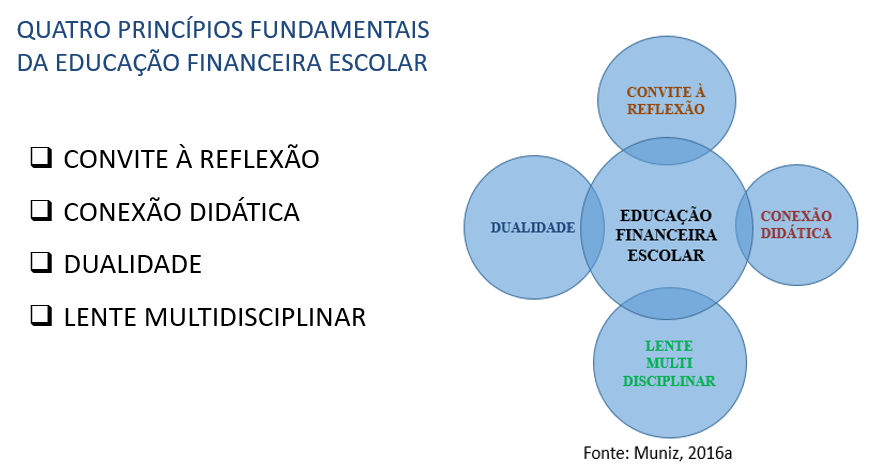 QUATRO PRINCÍPIOS FUNDAMENTAIS
DA EDUCAÇÃO FINANCEIRA ESCOLAR
CONVITE À REFLEXÃO
CONEXÃO DIDÁTICA
DUALIDADE
LENTE MULTIDISCIPLINAR
CONVITE À
REFLEXÃO
DUALIDADE
EDUCAÇÃO
FINANCEIRA
ESCOLAR
CONEXÃO
DIDÁTICA
LENTE
MULTI
DISCIPLINAR
Fonte: Muniz, 2016a